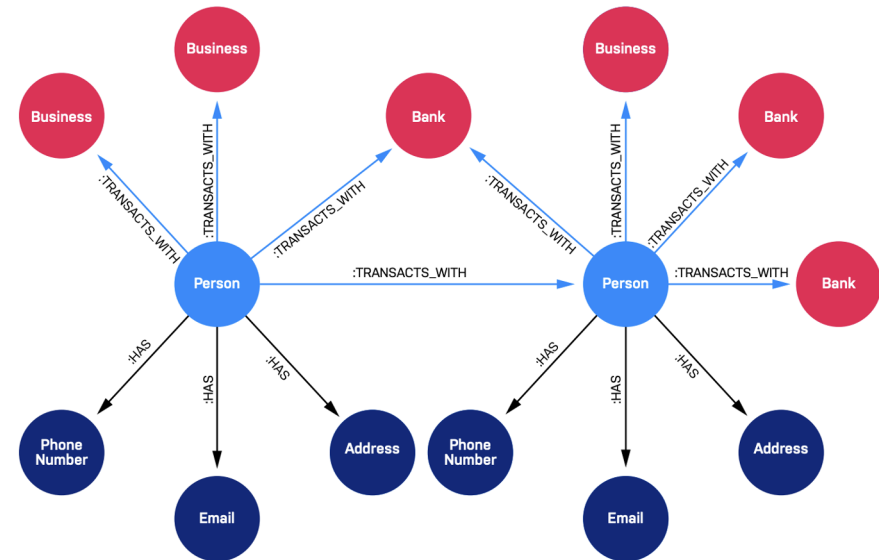 Business
Business
Business
Bank
Bank
:TRANSACTS_WITH
:TRANSACTS_WITH
:TRANSACTS_WITH
:TRANSACTS_WITH
:TRANSACTS_WITH
:TRANSACTS_WITH
Person
:TRANSACTS_WITH
Person
:TRANSACTS_WITH
Bank
:HAS
:HAS
:HAS
:HAS
:HAS
:HAS
Phone
Number
Address
Phone
Number
Address
Email
Email